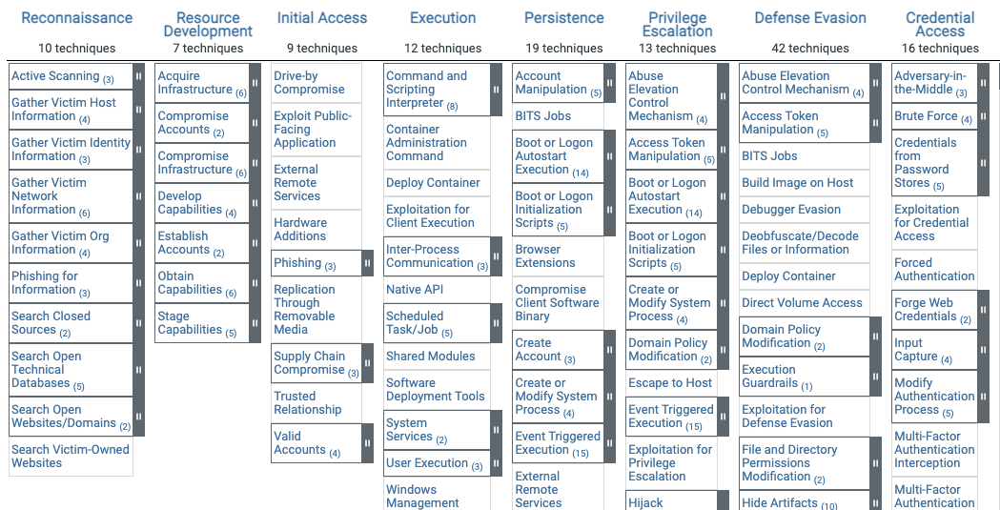 Reconnaissance
10 techniques
Active Scanning (3)
Gather Victim Host
Information (4)
Gather Victim Identity
Information (3)
Gather Victim
Network
Information (6)
Gather Victim Org
Information (4)
Phishing for
Information (3)
Search Closed
Sources (2)
Search Open
Technical
Databases (5)
Search Open
Websites/Domains (2)
Search Victim-Owned
Websites
Resource
Development
7 techniques
Acquire
Infrastructure (6)
Compromise
Accounts (2)
Compromise
Infrastructure (6)
Develop
Capabilities (4)
Establish
Accounts (2)
Obtain
Capabilities (6)
Stage
Capabilities (5)
Initial Access
9 techniques
Drive-by
Compromise
Exploit Public-
Facing
Application
External
Remote
Services
Hardware
Additions
Phishing (3)
Replication
Through
Removable
Media
Supply Chain
Compromise (3)
Trusted
Relationship
Valid
Accounts (4)
Execution
12 techniques
Command and
Scripting
Interpreter (8)
Container
Administration
Command
Deploy Container
Exploitation for
Client Execution
Inter-Process
Communication (3)
Native API
Scheduled
Task/Job (5)
Shared Modules
Software
Deployment Tools
System
Services (2)
User Execution (3)
Windows
Management
Persistence
19 techniques
Account
Manipulation (5)
BITS Jobs
Boot or Logon
Autostart
Execution (14)
Boot or Logon
Initialization
Scripts (5)
Browser
Extensions
Compromise
Client Software
Binary
Create
Account (3)
Create or
Modify System
Process (4)
Event Triggered
Execution (15)
External
Remote
Services
Privilege
Escalation
13 techniques
Abuse
Elevation
Control
Mechanism (4)
Access Token
Manipulation (5)
Boot or Logon
Autostart
Execution (14)
Boot or Logon
Initialization
Scripts (5)
Create or
Modify System
Process (4)
Domain Policy
Modification (2)
Escape to Host
Event Triggered
Execution (15)
Exploitation for
Privilege
Escalation
Hijack
Defense Evasion
42 techniques
Abuse Elevation
Control Mechanism (4)
Access Token
Manipulation (5)
BITS Jobs
Build Image on Host
Debugger Evasion
Deobfuscate/Decode
Files or Information
Deploy Container
Direct Volume Access
Domain Policy
Modification (2)
Execution
Guardrails (1)
Exploitation for
Defense Evasion
File and Directory
Permissions
Modification (2)
Hide Artifacts (10)
Credential
Access
16 techniques
Adversary-in-
the-Middle (3)
Brute Force (4)
Credentials
from
Password
Stores (5)
Exploitation
for Credential
Access
Forced
Authentication
Forge Web
Credentials (2)
Input
Capture (4)
Modify
Authentication
Process (5)
Multi-Factor
Authentication
Interception
Multi-Factor
Authentication